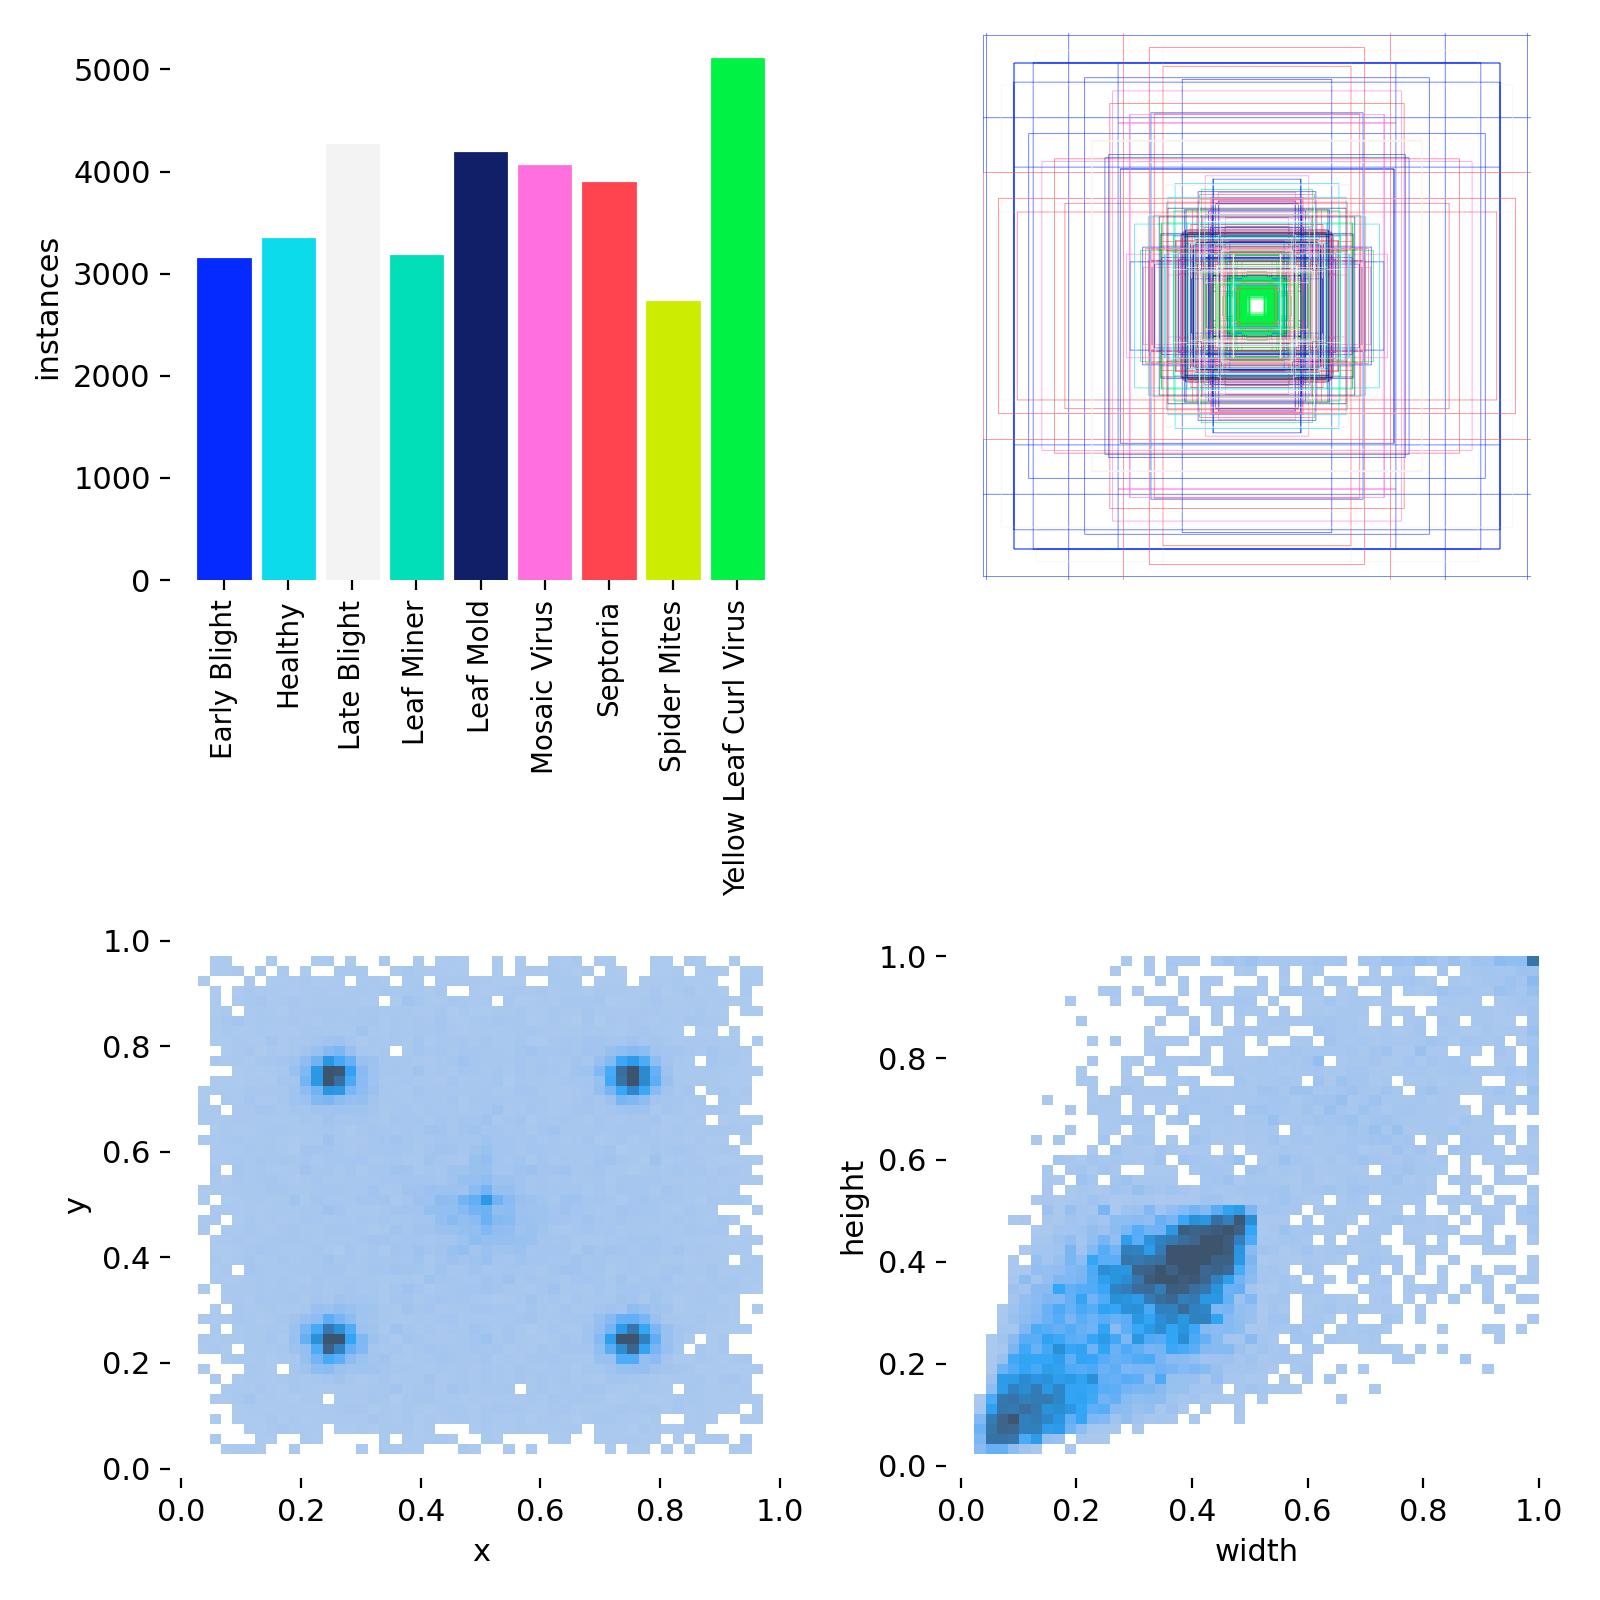 5000
4000
3000
2000
1000
0
instances
Early Blight
Healthy
Late Blight
Leaf Miner
Leaf Mold
Mosaic Virus
Septoria
Spider Mites
Yellow Leaf Curl Virus
1.0
0.8
0.6
0.4
0.2
0.0
y
0.0 0.2 0.4 0.6 0.8 1.0
x
1.0
0.8
0.6
0.4
0.2
0.0
height
0.0 0.2 0.4 0.6 0.8 1.0
width